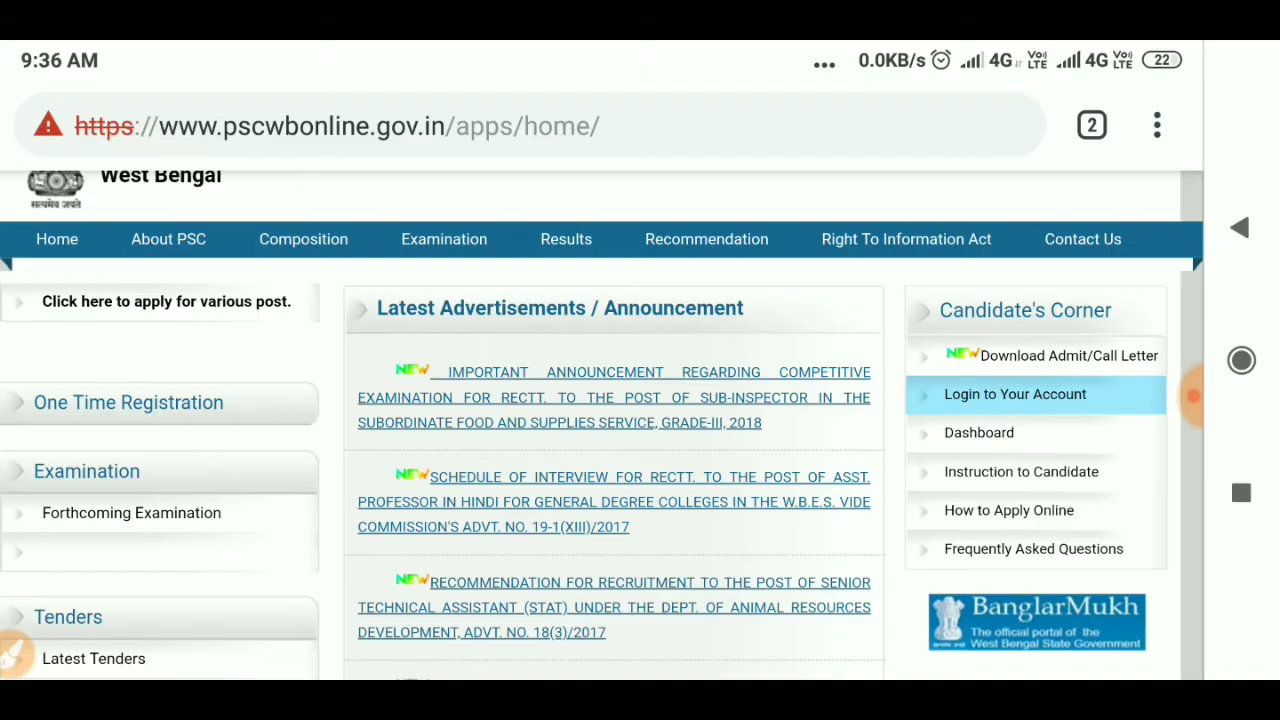 9:36 AM
... 0.0KB/s 4G Vo)) LTE 4G Vo)) LTE 22
https://www.pscwbonline.gov.in/apps/home/
2
West Bengal
सत्यमेव जयते
Home About PSC Composition Examination Results Recommendation Right To Information Act Contact Us
Click here to apply for various post.
One Time Registration
Examination
Forthcoming Examination
Tenders
Latest Tenders
Latest Advertisements / Announcement
NEW IMPORTANT ANNOUNCEMENT REGARDING COMPETITIVE
EXAMINATION FOR RECTT. TO THE POST OF SUB-INSPECTOR IN THE
SUBORDINATE FOOD AND SUPPLIES SERVICE, GRADE-III, 2018
NEW SCHEDULE OF INTERVIEW FOR RECTT. TO THE POST OF ASST.
PROFESSOR IN HINDI FOR GENERAL DEGREE COLLEGES IN THE W.B.E.S. VIDE
COMMISSION'S ADVT. NO. 19-1(XIII)/2017
NEW RECOMMENDATION FOR RECRUITMENT TO THE POST OF SENIOR
TECHNICAL ASSISTANT (STAT) UNDER THE DEPT. OF ANIMAL RESOURCES
DEVELOPMENT, ADVT. NO. 18(3)/2017
Candidate's Corner
NEW Download Admit/Call Letter
Login to Your Account
Dashboard
Instruction to Candidate
How to Apply Online
Frequently Asked Questions
BanglarMukh
The official portal of the
West Bengal State Government